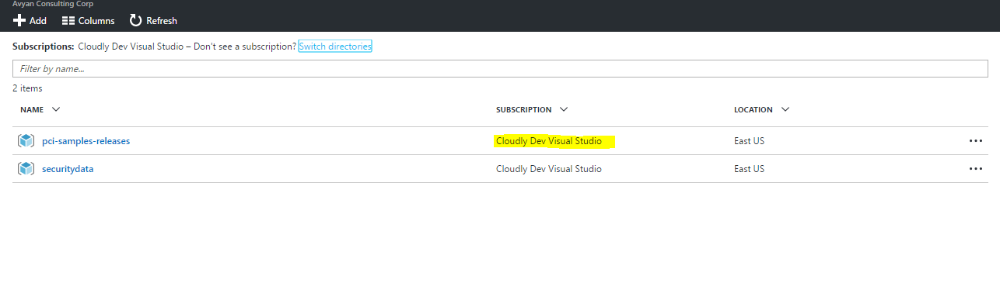 Avyan Consulting Corp
Add Columns Refresh
Subscriptions: Cloudly Dev Visual Studio – Don't see a subscription? Switch directories
Filter by name...
2 items
NAME SUBSCRIPTION LOCATION
pci-samples-releases Cloudly Dev Visual Studio East US
securitydata Cloudly Dev Visual Studio East US